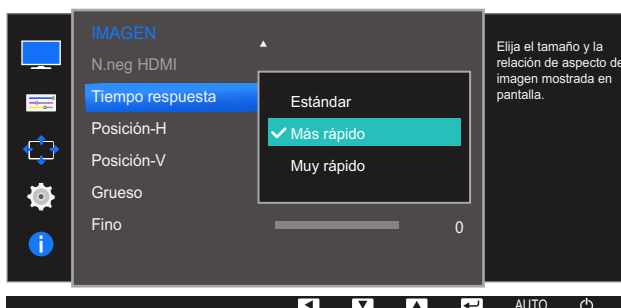 IMAGEN
N.neg HDMI
Tiempo respuesta
Posición-H
Posición-V
Grueso
Fino
0
Estándar
Más rápido
Muy rápido
Elija el tamaño y la
relación de aspecto de
imagen mostrada en
pantalla.
AUTO